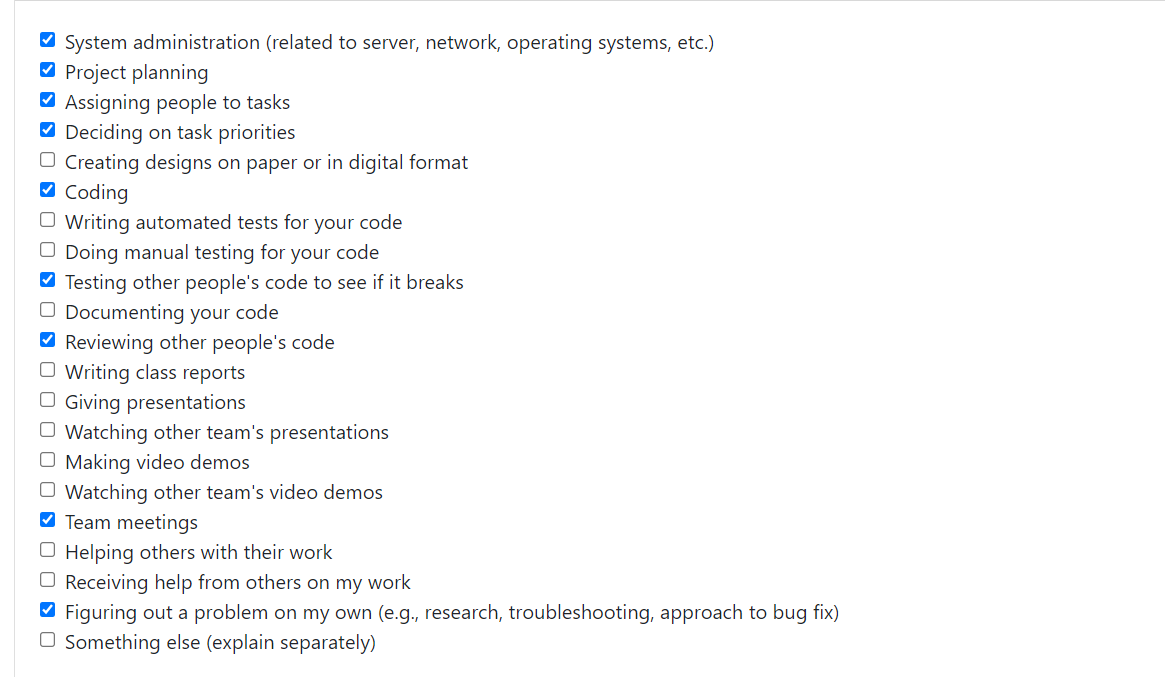 System administration (related to server, network, operating systems, etc.)
Project planning
Assigning people to tasks
Deciding on task priorities
Creating designs on paper or in digital format
Coding
Writing automated tests for your code
Doing manual testing for your code
Testing other people's code to see if it breaks
Documenting your code
Reviewing other people's code
Writing class reports
Giving presentations
Watching other team's presentations
Making video demos
Watching other team's video demos
Team meetings
Helping others with their work
Receiving help from others on my work
Figuring out a problem on my own (e.g., research, troubleshooting, approach to bug fix)
Something else (explain separately)